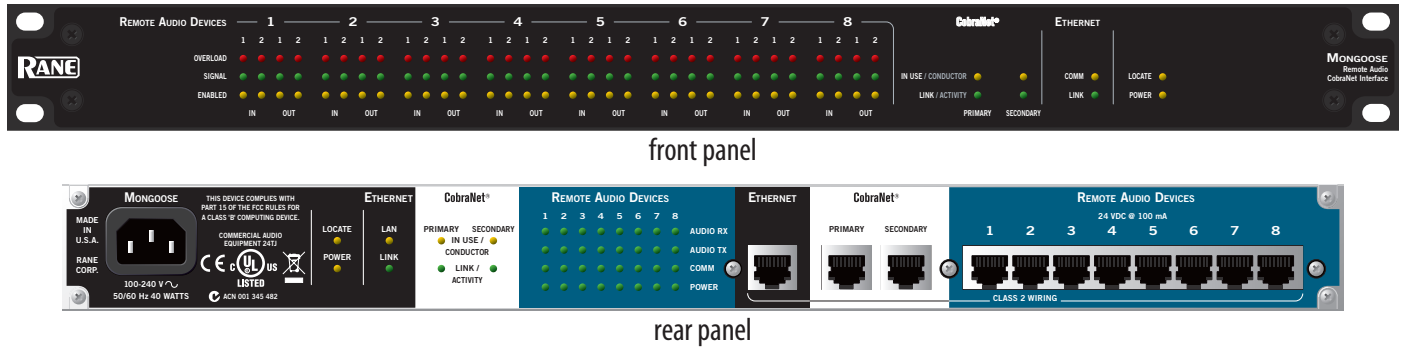 REMOTE AUDIO DEVICES 1 2 3 4 5 6 7 8 CobraNet® ETHERNET
1 2 1 2 1 2 1 2 1 2 1 2 1 2 1 2 1 2 1 2 1 2 1 2 1 2 1 2 1 2 1 2
RANE
OVERLOAD
SIGNAL IN USE / CONDUCTOR COMM LOCATE
ENABLED LINK / ACTIVITY LINK POWER
IN OUT IN OUT IN OUT IN OUT IN OUT IN OUT IN OUT IN OUT PRIMARY SECONDARY
MONGOOSE
Remote Audio
CobraNet Interface
front panel
MONGOOSE
MADE
IN
U.S.A.
RANE
CORP.
100-240 V
50/60 Hz 40 WATTS
THIS DEVICE COMPLIES WITH
PART 15 OF THE FCC RULES FOR
A CLASS 'B' COMPUTING DEVICE.
COMMERCIAL AUDIO
EQUIPMENT 24TJ
CE C UL US
LISTED
ACN 001 345 482
ETHERNET
LOCATE LAN
POWER LINK
CobraNet®
PRIMARY SECONDARY
IN USE /
CONDUCTOR
LINK /
ACTIVITY
REMOTE AUDIO DEVICES
1 2 3 4 5 6 7 8
AUDIO RX
AUDIO TX
COMM
POWER
ETHERNET
CobraNet®
PRIMARY SECONDARY
REMOTE AUDIO DEVICES
24 VDC @ 100 mA
1 2 3 4 5 6 7 8
CLASS 2 WIRING
rear panel